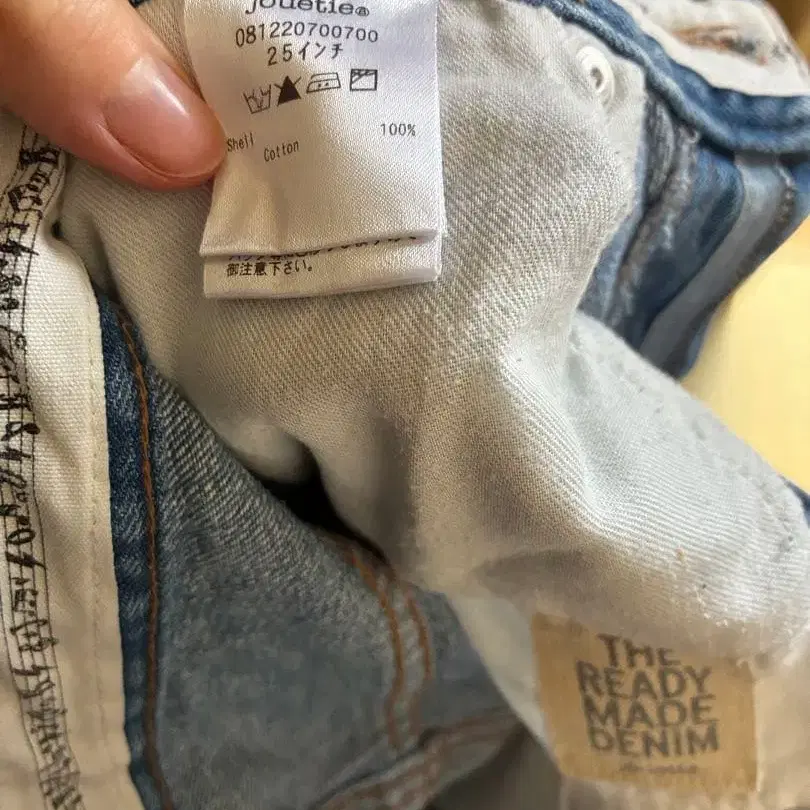 jouetie®
081220700700
25インチ
Shell 100%
Cotton
御注意下さい。
THE
READY
MADE
DENIM